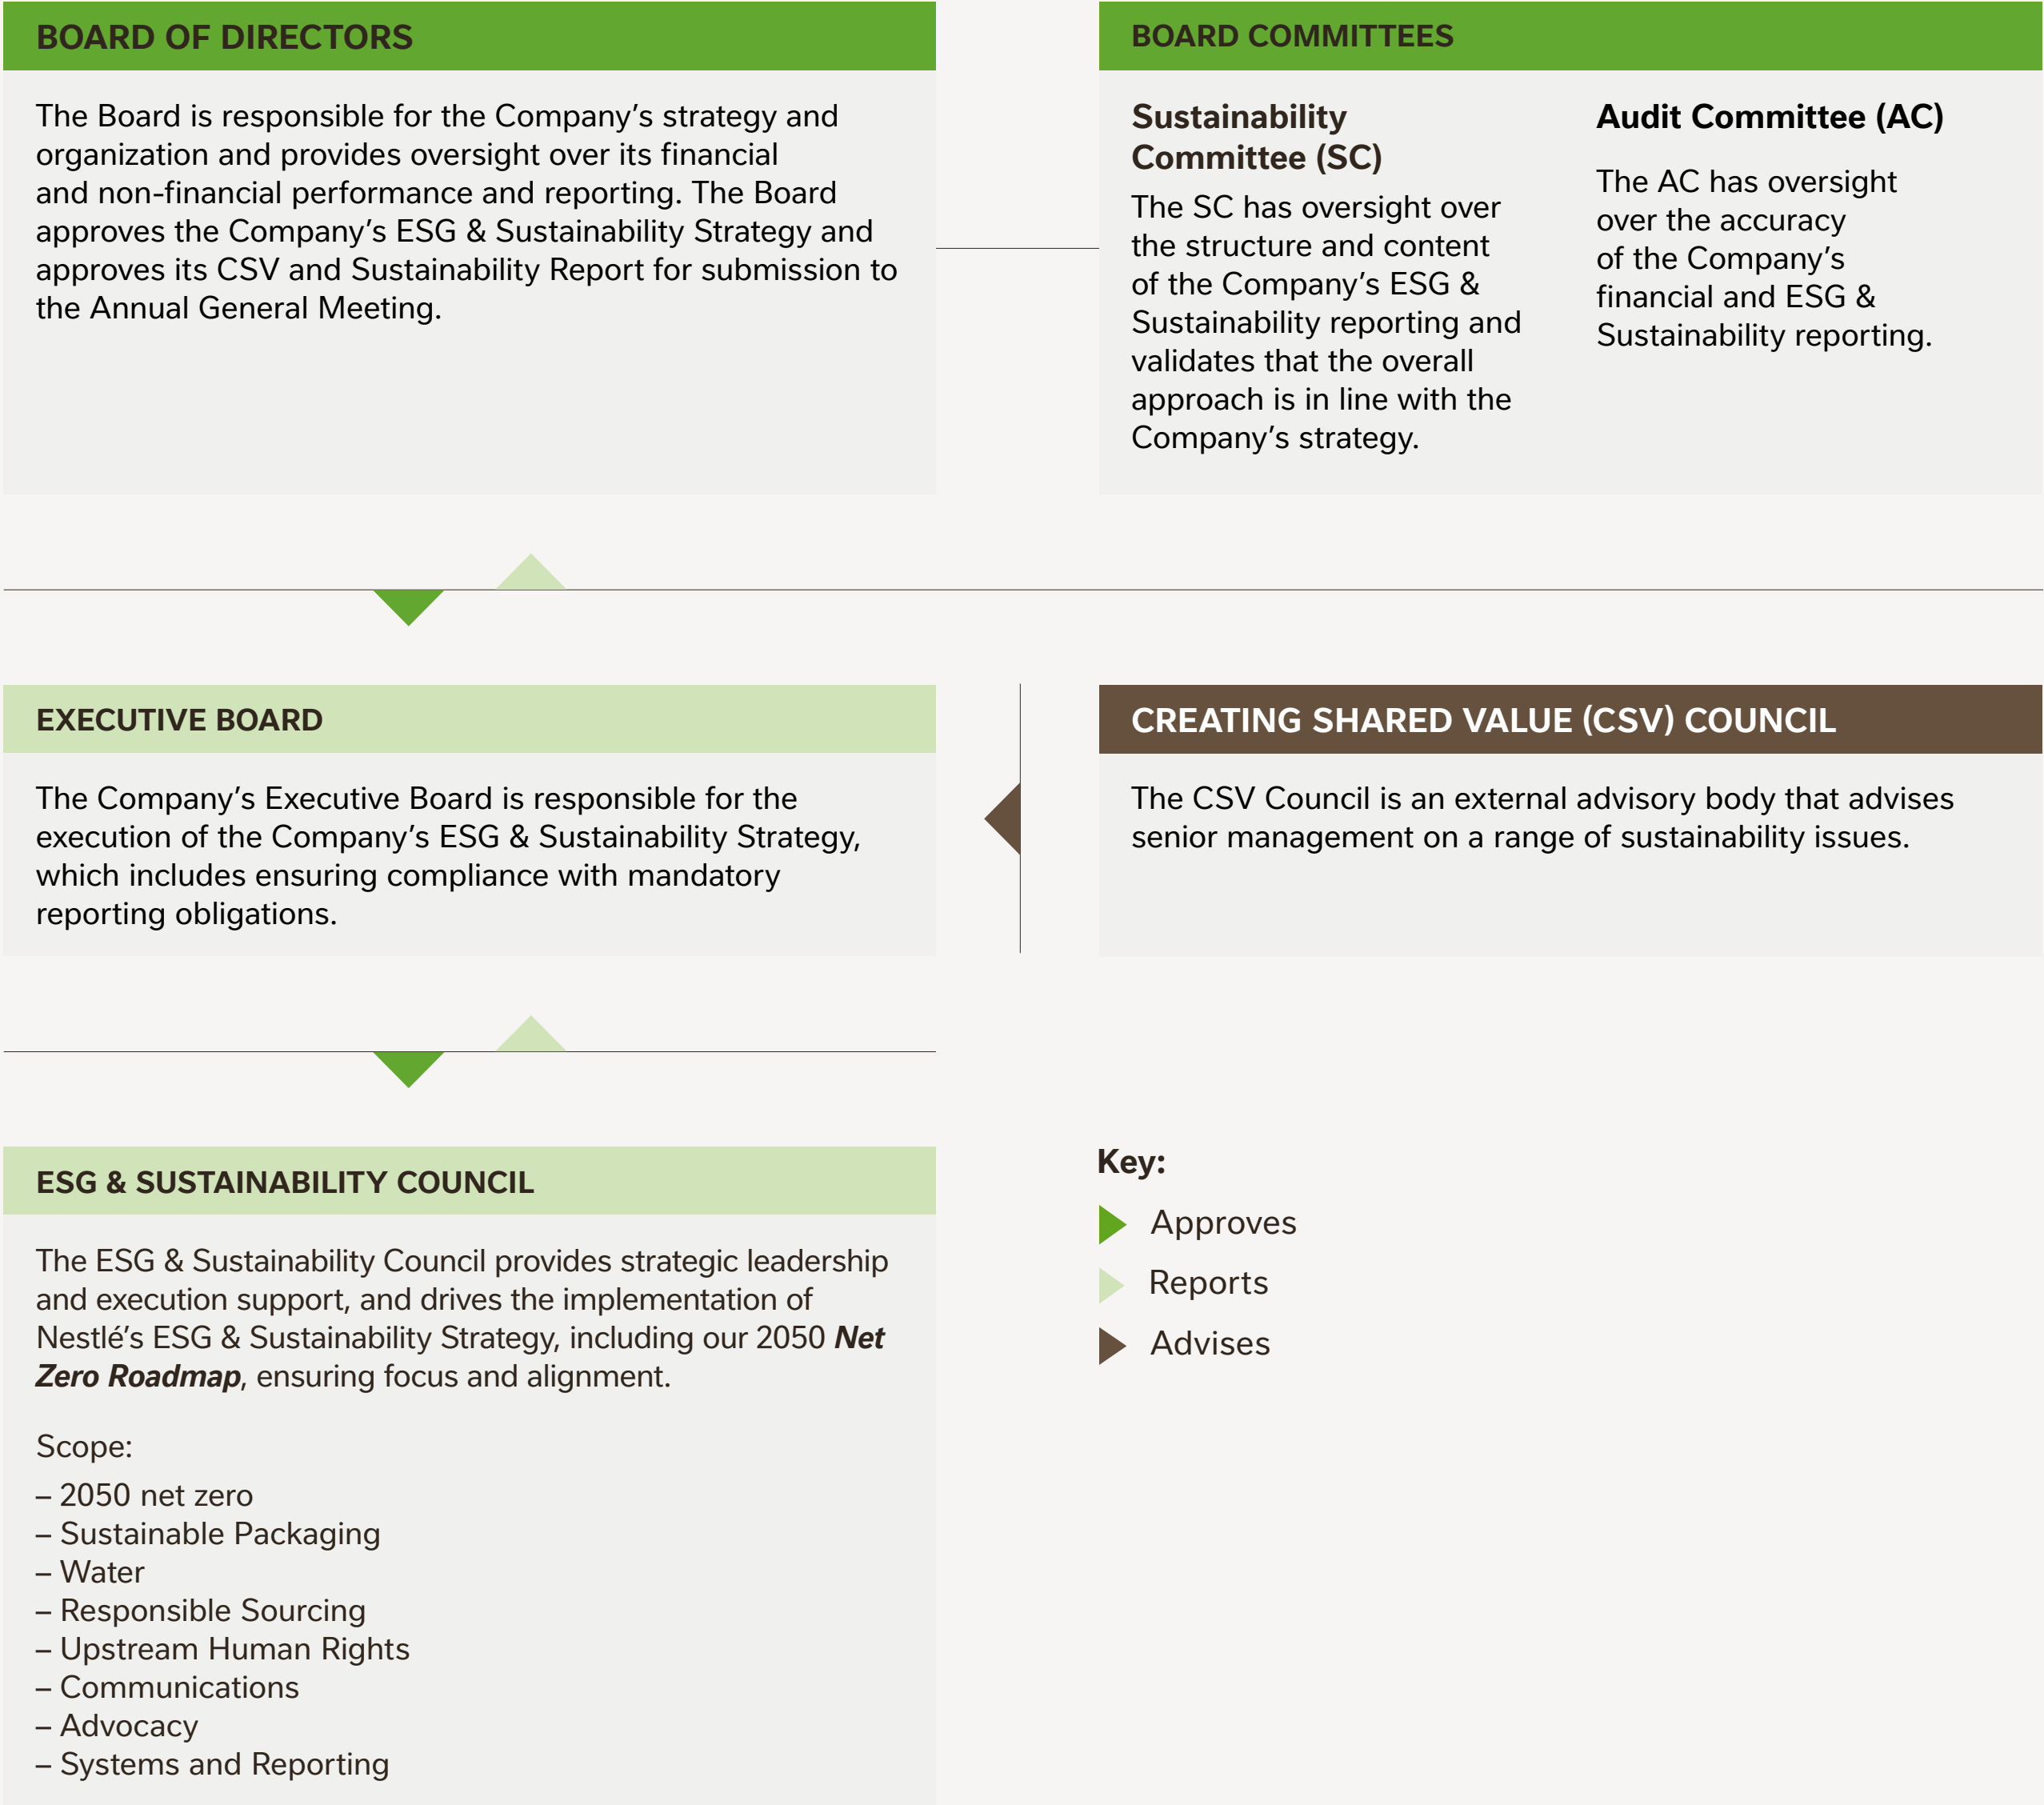 BOARD OF DIRECTORS
The Board is responsible for the Company's strategy and
organization and provides oversight over its financial
and non-financial performance and reporting. The Board
approves the Company's ESG & Sustainability Strategy and
approves its CSV and Sustainability Report for submission to
the Annual General Meeting.
BOARD COMMITTEES
Sustainability
Committee (SC)
The SC has oversight over
the structure and content
of the Company's ESG &
Sustainability reporting and
validates that the overall
approach is in line with the
Company's strategy.
Audit Committee (AC)
The AC has oversight
over the accuracy
of the Company's
financial and ESG &
Sustainability reporting.
EXECUTIVE BOARD
The Company's Executive Board is responsible for the
execution of the Company's ESG & Sustainability Strategy,
which includes ensuring compliance with mandatory
reporting obligations.
CREATING SHARED VALUE (CSV) COUNCIL
The CSV Council is an external advisory body that advises
senior management on a range of sustainability issues.
ESG & SUSTAINABILITY COUNCIL
The ESG & Sustainability Council provides strategic leadership
and execution support, and drives the implementation of
Nestlé's ESG & Sustainability Strategy, including our 2050 Net
Zero Roadmap, ensuring focus and alignment.
Scope:
– 2050 net zero
– Sustainable Packaging
– Water
– Responsible Sourcing
– Upstream Human Rights
– Communications
– Advocacy
– Systems and Reporting
Key:
Approves
Reports
Advises